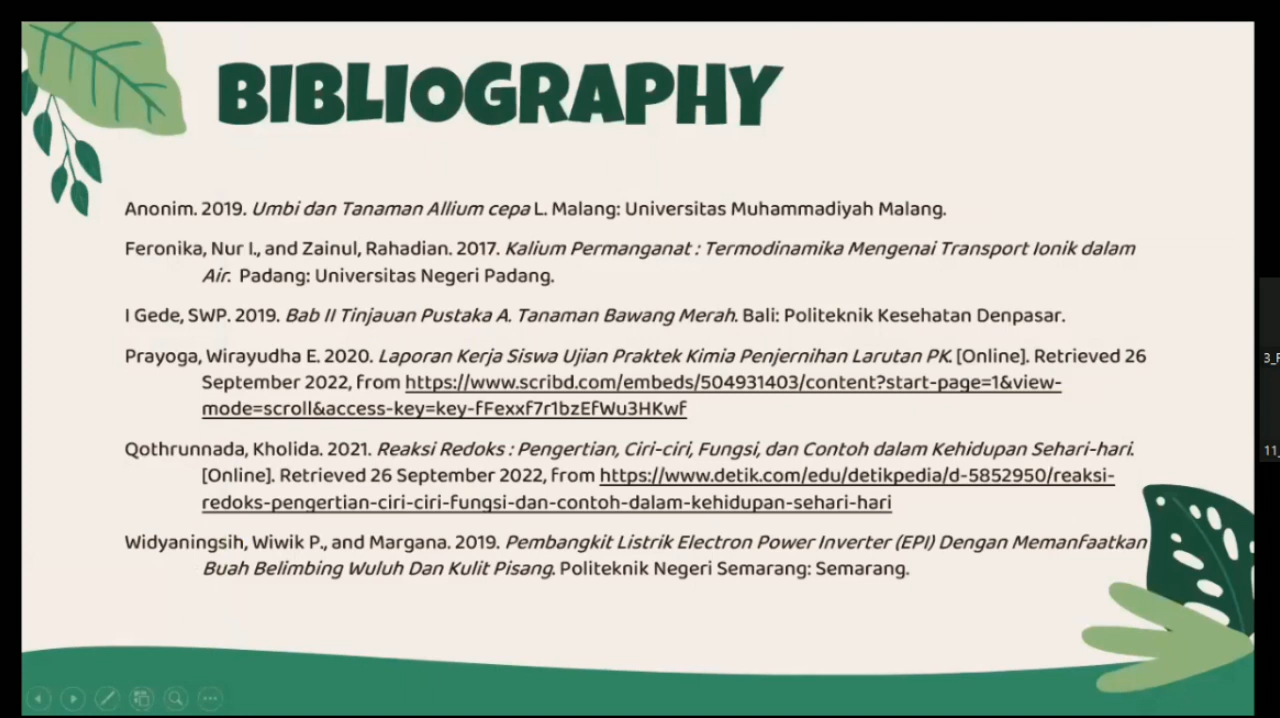 BIBLIOGRAPHY
Anonim. 2019. Umbi dan Tanaman Allium cepa L. Malang: Universitas Muhammadiyah Malang.
Feronika, Nur I., and Zainul, Rahadian. 2017. Kalium Permanganat : Termodinamika Mengenai Transport Ionik dalam
Air. Padang: Universitas Negeri Padang.
I Gede, SWP. 2019. Bab II Tinjauan Pustaka A. Tanaman Bawang Merah. Bali: Politeknik Kesehatan Denpasar.
Prayoga, Wirayudha E. 2020. Laporan Kerja Siswa Ujian Praktek Kimia Penjernihan Larutan PK. [Online]. Retrieved 26
September 2022, from https://www.scribd.com/embeds/504931403/content?start-page=1&view-
mode=scroll&access-key=key-fFexxf7r1bzEfWu3HKwf
Qothrunnada, Kholida. 2021. Reaksi Redoks : Pengertian, Ciri-ciri, Fungsi, dan Contoh dalam Kehidupan Sehari-hari.
[Online]. Retrieved 26 September 2022, from https://www.detik.com/edu/detikpedia/d-5852950/reaksi-
redoks-pengertian-ciri-ciri-fungsi-dan-contoh-dalam-kehidupan-sehari-hari
Widyaningsih, Wiwik P., and Margana. 2019. Pembangkit Listrik Electron Power Inverter (EPI) Dengan Memanfaatkan
Buah Belimbing Wuluh Dan Kulit Pisang. Politeknik Negeri Semarang: Semarang.